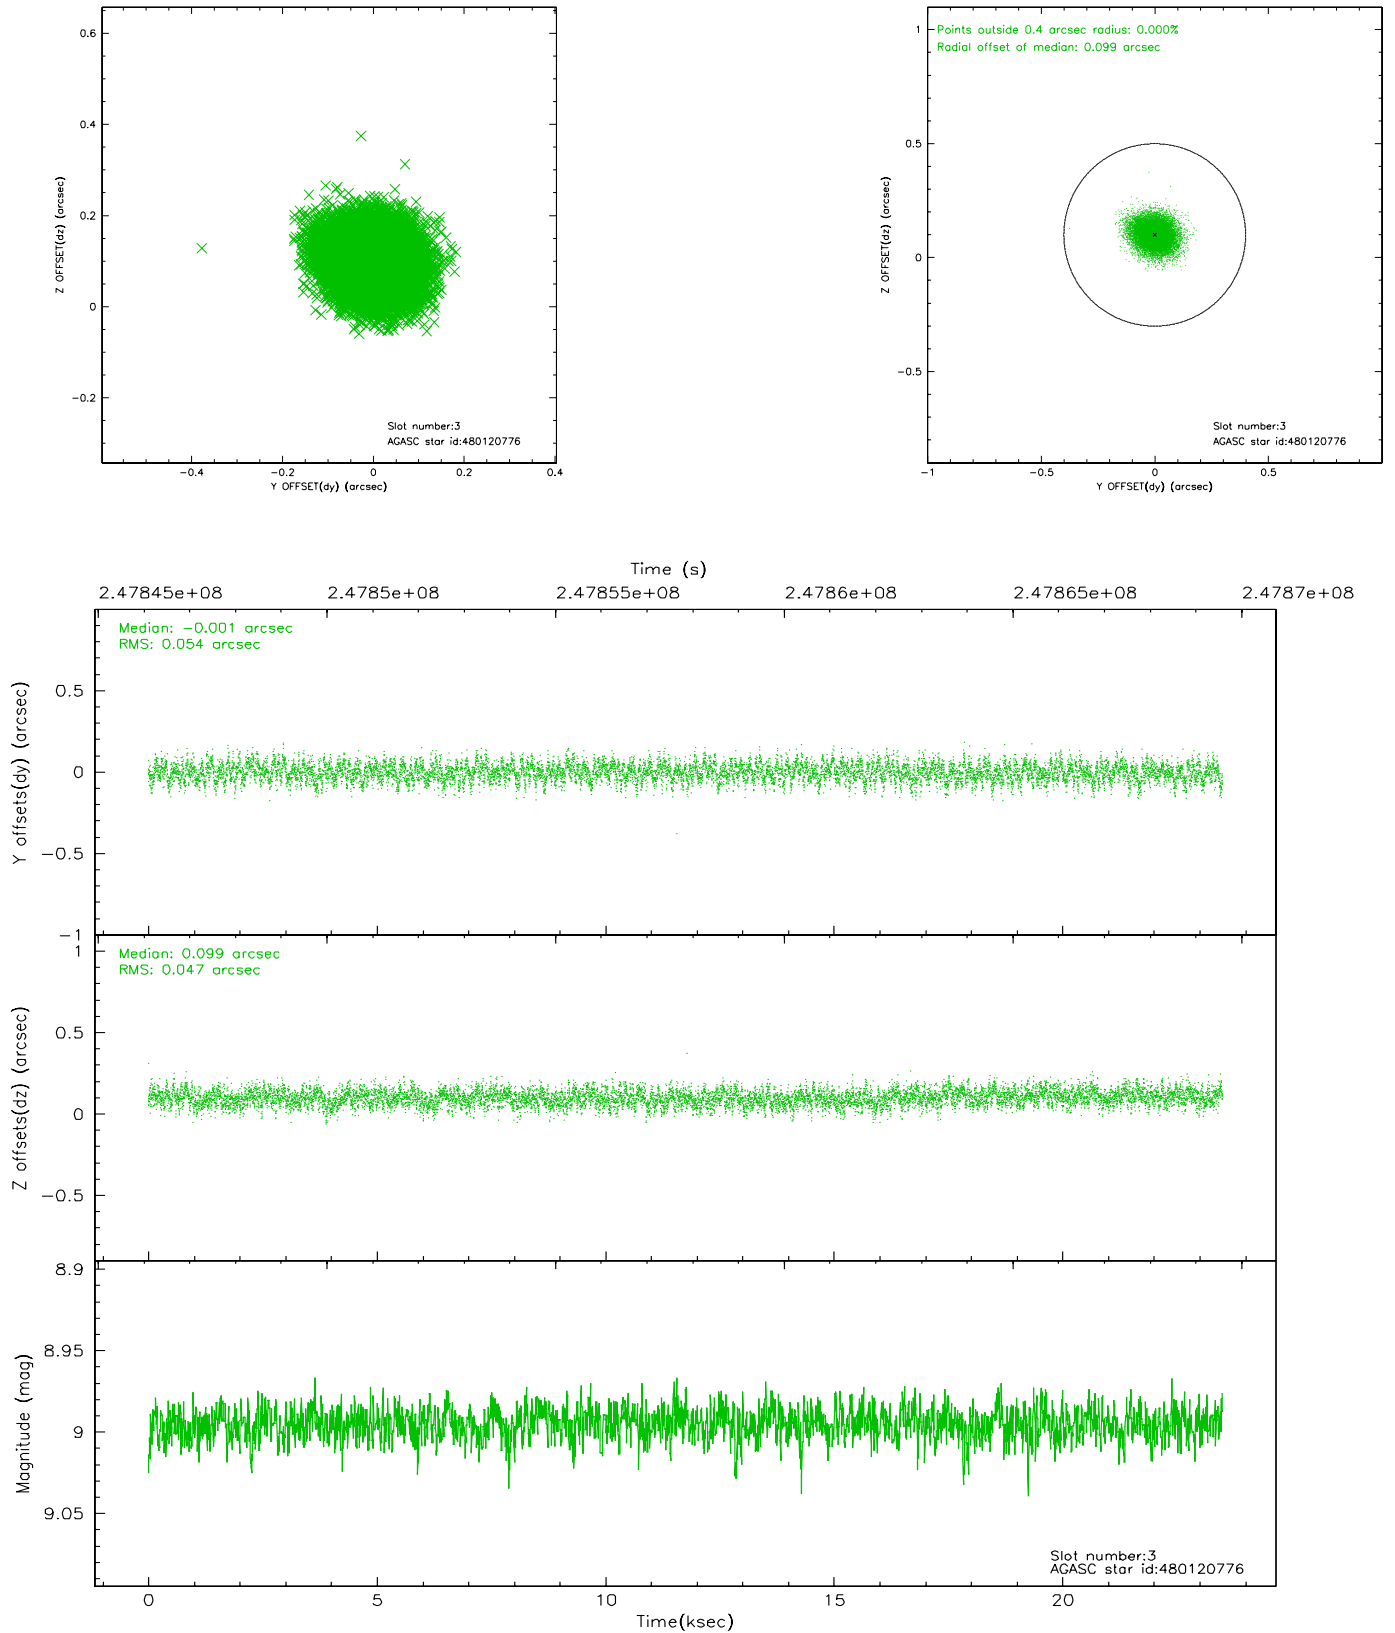 0.6
0.4
0.2
0
−0.2
Z OFFSET(dz) (arcsec)
Slot number:3
AGASC star id:480120776
−0.4 −0.2 0 0.2 0.4
Y OFFSET(dy) (arcsec)
Points outside 0.4 arcsec radius: 0.000%
Radial offset of median: 0.099 arcsec
1
0.5
0
−0.5
Z OFFSET(dz) (arcsec)
Slot number:3
AGASC star id:480120776
−1 −0.5 0 0.5
Y OFFSET(dy) (arcsec)
Time (s)
2.47845e+08 2.4785e+08 2.47855e+08 2.4786e+08 2.47865e+08 2.4787e+08
Median: −0.001 arcsec
RMS: 0.054 arcsec
0.5
0
−0.5
−1
Y offsets(dy) (arcsec)
Median: 0.099 arcsec
RMS: 0.047 arcsec
1
0.5
0
−0.5
Z offsets(dz) (arcsec)
8.9
8.95
9
9.05
Magnitude (mag)
Slot number:3
AGASC star id:480120776
0 5 10 15 20
Time(ksec)